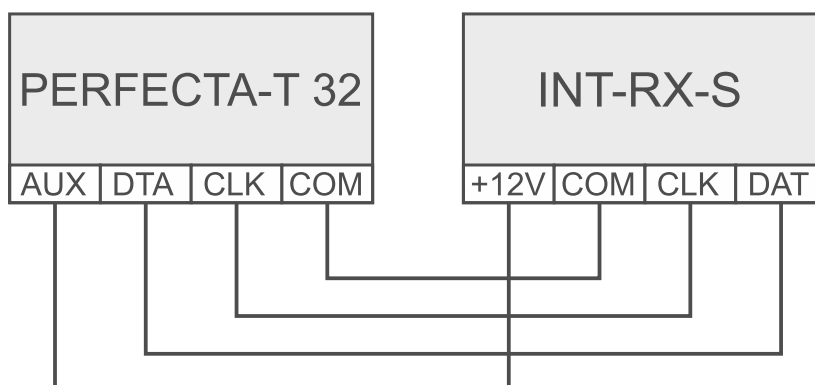 PERFECTA-T 32
AUX DTA CLK COM
INT-RX-S
+12V COM CLK DAT